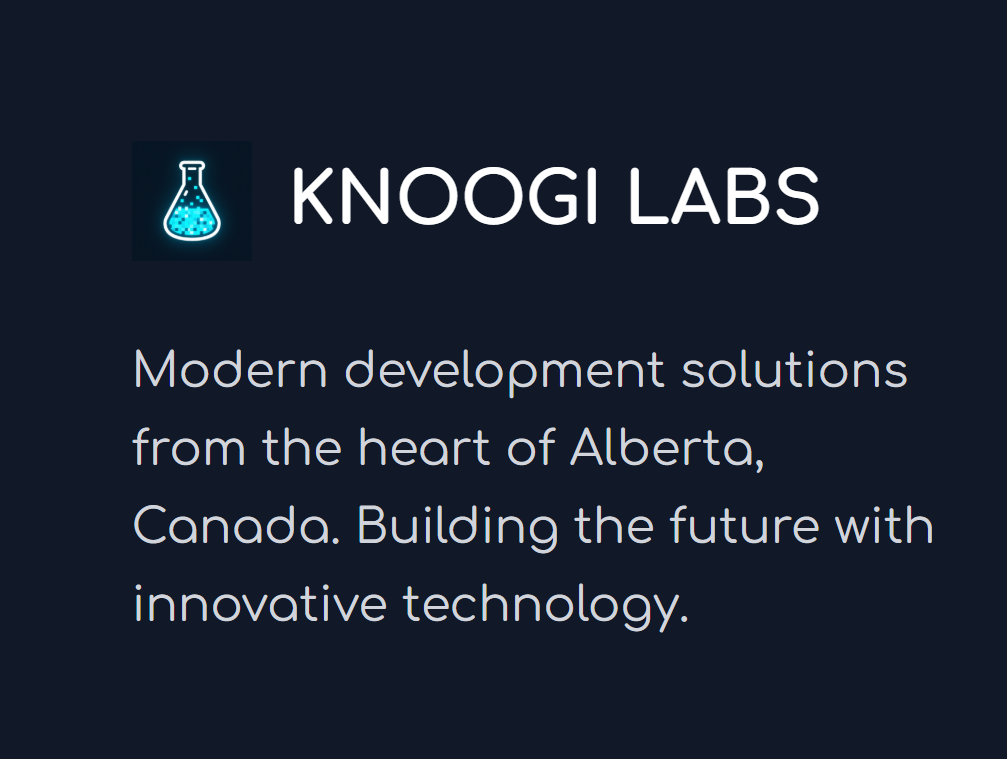 KNOOGI LABS
Modern development solutions
from the heart of Alberta,
Canada. Building the future with
innovative technology.